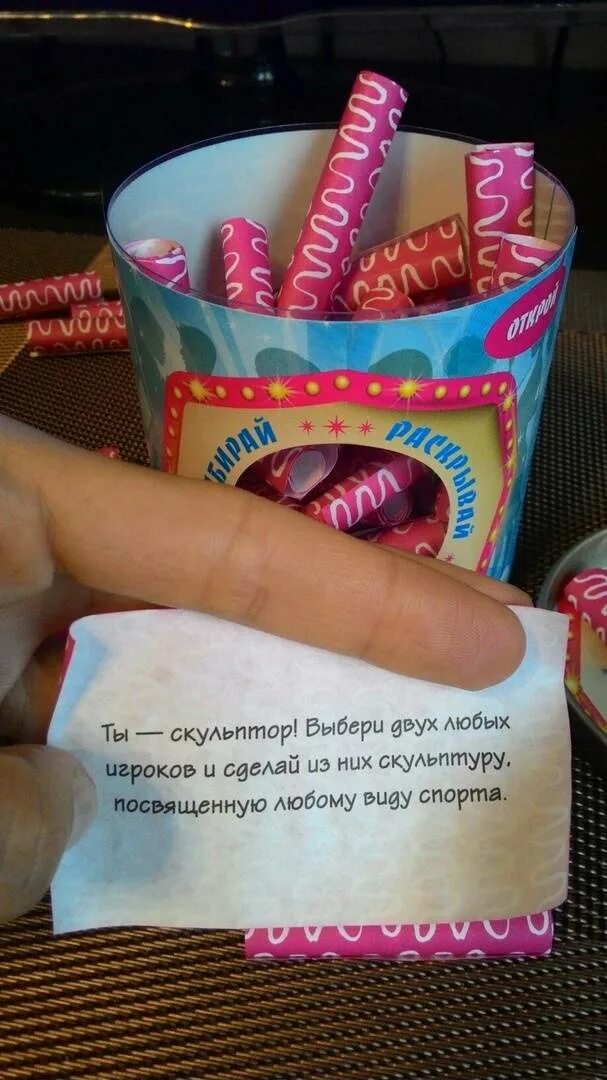 ОТКРОЙ
РАСКРЫВАЙ
Ты — скульптор! Выбери двух любых
игроков и сделай из них скульптуру,
посвященную любому виду спорта.